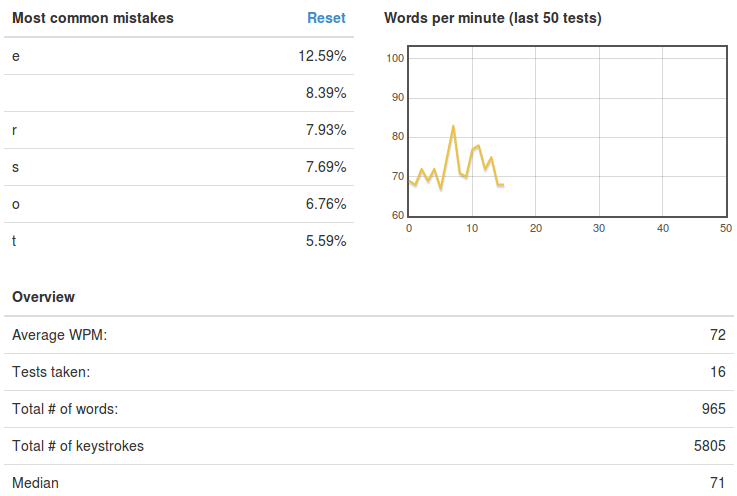 Most common mistakes Reset
e 12.59%
8.39%
r 7.93%
s 7.69%
o 6.76%
t 5.59%
Words per minute (last 50 tests)
100
90
80
70
60
0 10 20 30 40 50
Overview
Average WPM: 72
Tests taken: 16
Total # of words: 965
Total # of keystrokes 5805
Median 71